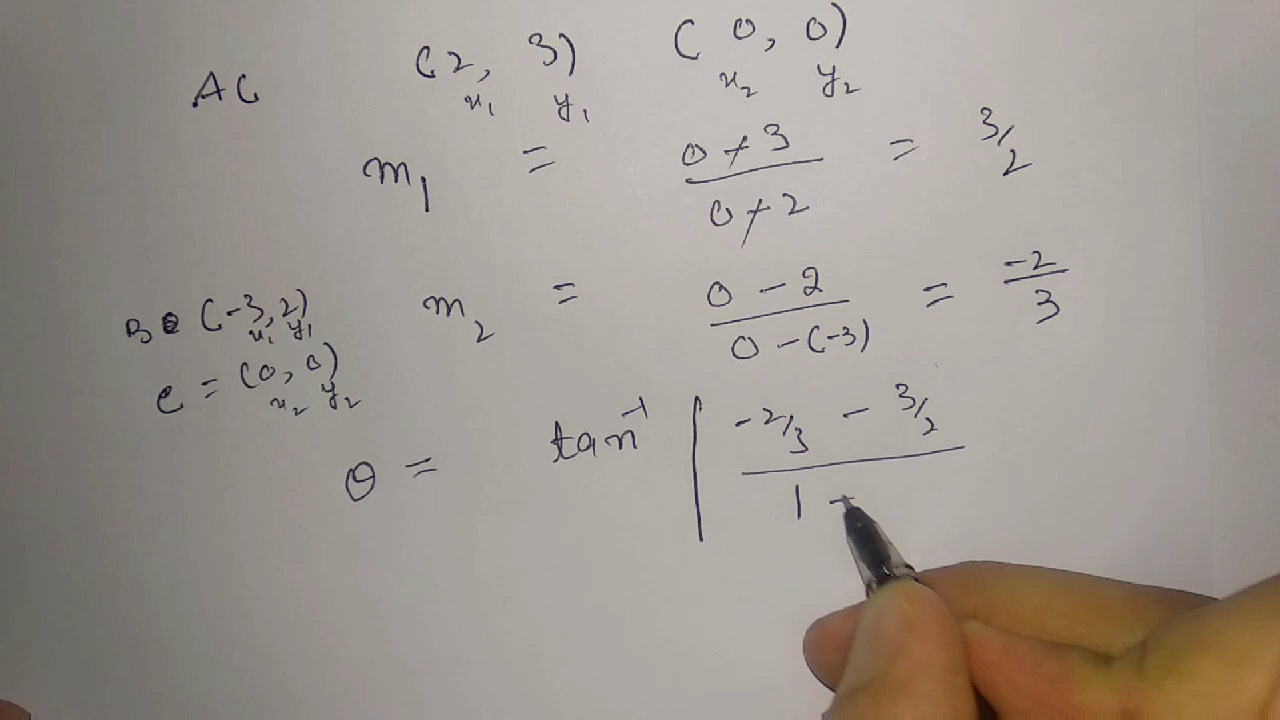 AC (2, 3) (0, 0)
x₁ y₁ x₂ y₂
m₁ = 0+3/0+2 = 3/2
B (-3, 2) m₂ = 0-2/0-(-3) = -2/3
x₁ y₁
C = (0, 0)
x₂ y₂
θ = tan⁻¹ | -2/3 - 3/2 / 1 -